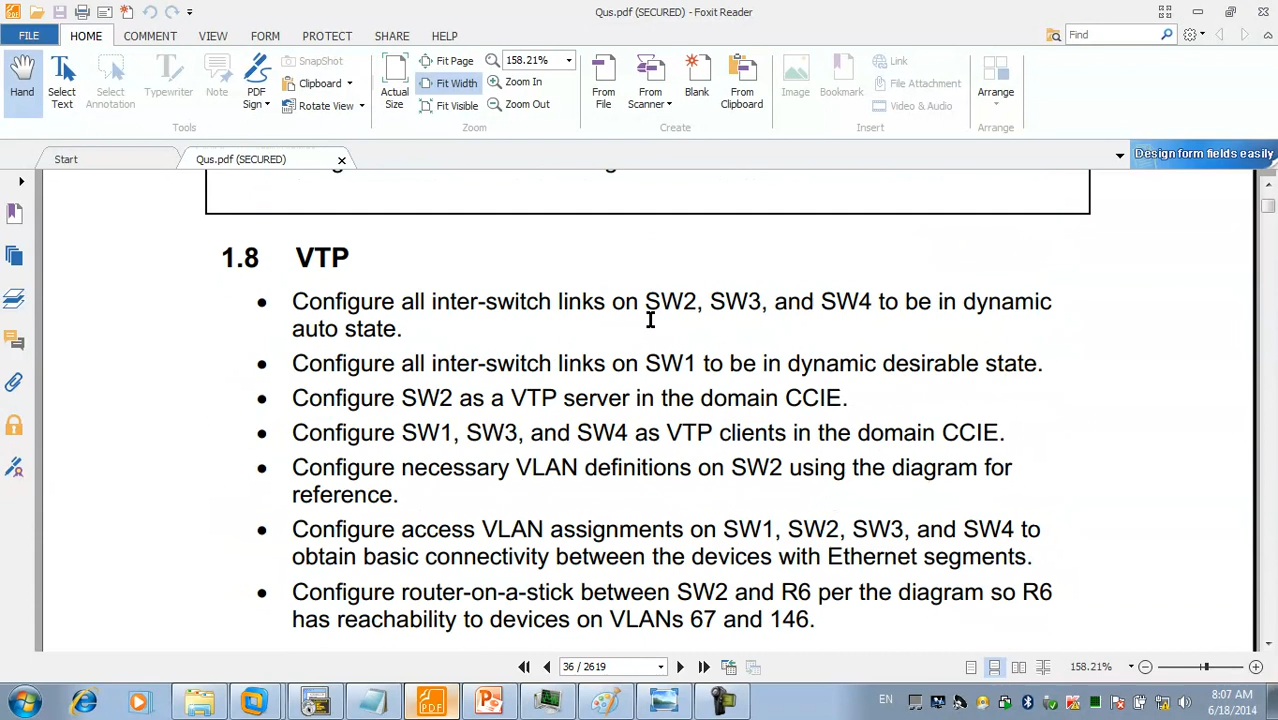 Qus.pdf (SECURED) - Foxit Reader
FILE HOME COMMENT VIEW FORM PROTECT SHARE HELP Find
Hand
Select Text
Select Annotation
Typewriter
Note
PDF Sign
SnapShot
Clipboard
Rotate View
Actual Size
Fit Page
Fit Width
Fit Visible
158.21%
Zoom In
Zoom Out
From File
From Scanner
Blank
From Clipboard
Image
Bookmark
Link
File Attachment
Video & Audio
Arrange
Tools Zoom Create Insert Arrange
Start Qus.pdf (SECURED) Design form fields easily
1.8 VTP
• Configure all inter-switch links on SW2, SW3, and SW4 to be in dynamic
auto state.
• Configure all inter-switch links on SW1 to be in dynamic desirable state.
• Configure SW2 as a VTP server in the domain CCIE.
• Configure SW1, SW3, and SW4 as VTP clients in the domain CCIE.
• Configure necessary VLAN definitions on SW2 using the diagram for
reference.
• Configure access VLAN assignments on SW1, SW2, SW3, and SW4 to
obtain basic connectivity between the devices with Ethernet segments.
• Configure router-on-a-stick between SW2 and R6 per the diagram so R6
has reachability to devices on VLANs 67 and 146.
36 / 2619 158.21%
PDF
EN
8:07 AM
6/18/2014